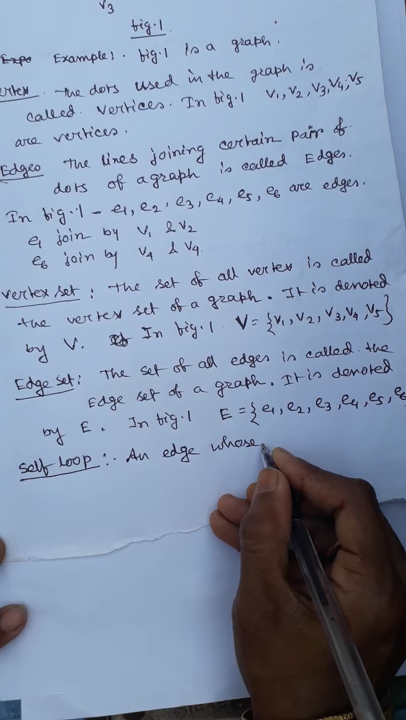 V3
fig.1
Example: fig.1 is a graph.
ertex. The dots used in the graph is
called vertices. In fig.1 V1, V2, V3, V4, V5
are vertices.
Edgeo The lines joining certain pair of
dots of a graph is called Edges.
In fig.1 - e1, e2, e3, e4, e5, e6 are edges.
e1 join by V1 & V2
e6 join by V4 & V4.
Vertex set: The set of all vertex is called
the vertex set of a graph. It is denoted
by V. In fig.1. V = {V1, V2, V3, V4, V5}
Edge set: The set of all edges is called the
Edge set of a graph. It is denoted
by E. In fig.1 E = {e1, e2, e3, e4, e5, e6
Self loop:- An edge whose